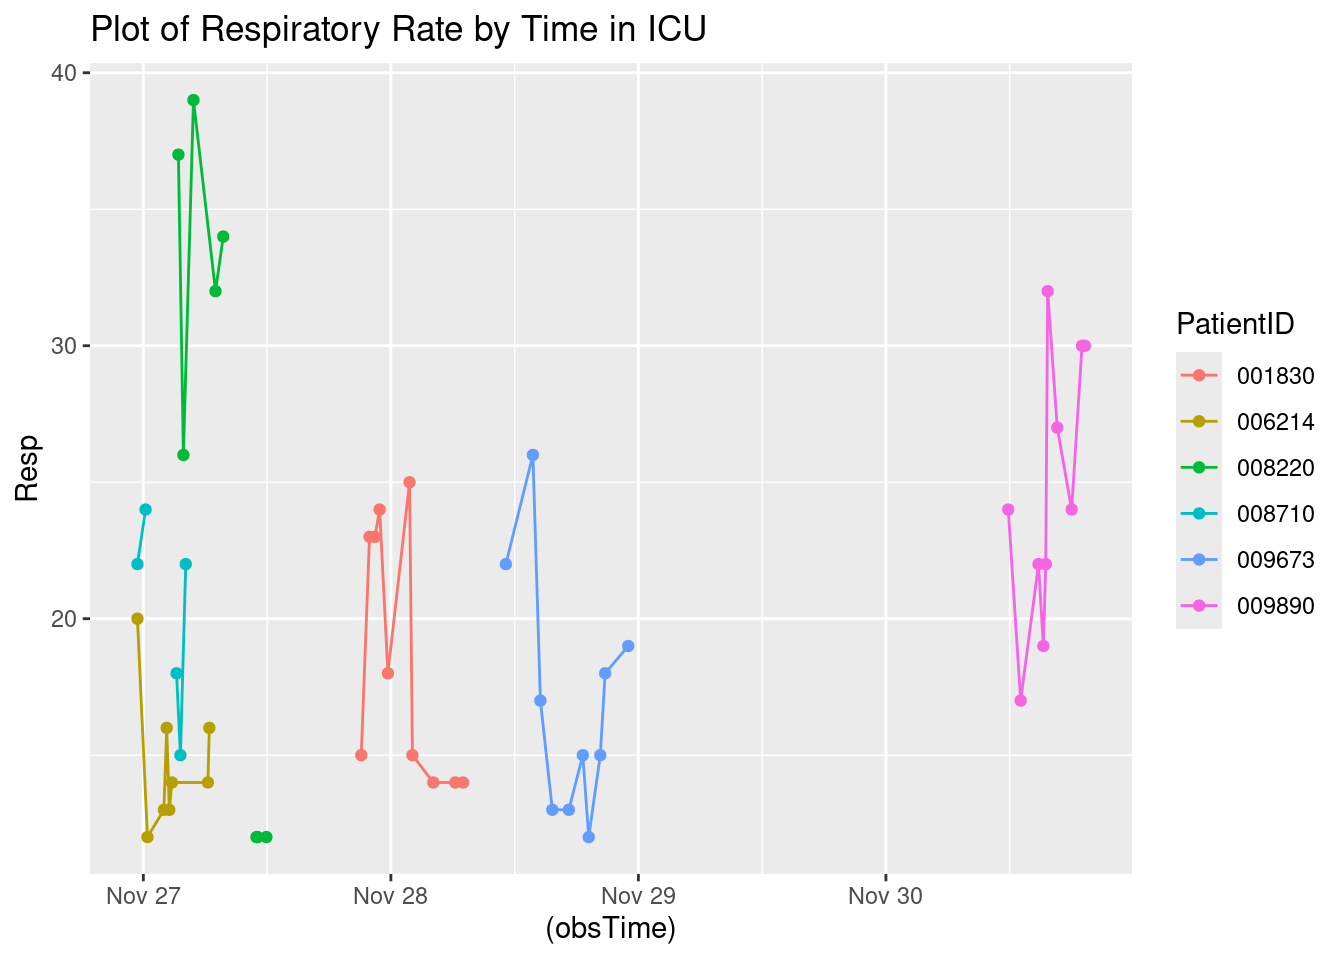 Plot of Respiratory Rate by Time in ICU
40
30
20
Resp
Nov 27 Nov 28 Nov 29 Nov 30
(obsTime)
PatientID
001830
006214
008220
008710
009673
009890